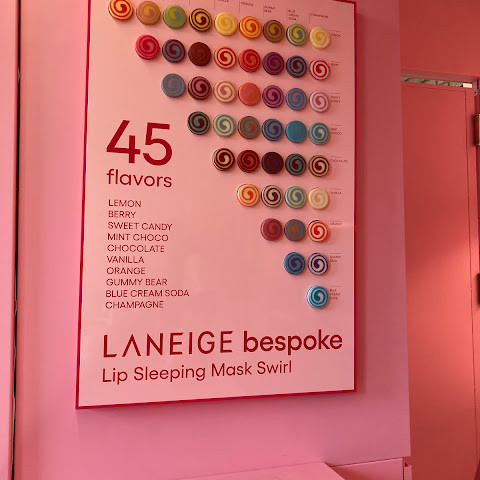 45
flavors
LEMON
BERRY
SWEET CANDY
MINT CHOCO
CHOCOLATE
VANILLA
ORANGE
GUMMY BEAR
BLUE CREAM SODA
CHAMPAGNE
LANEIGE bespoke
Lip Sleeping Mask Swirl